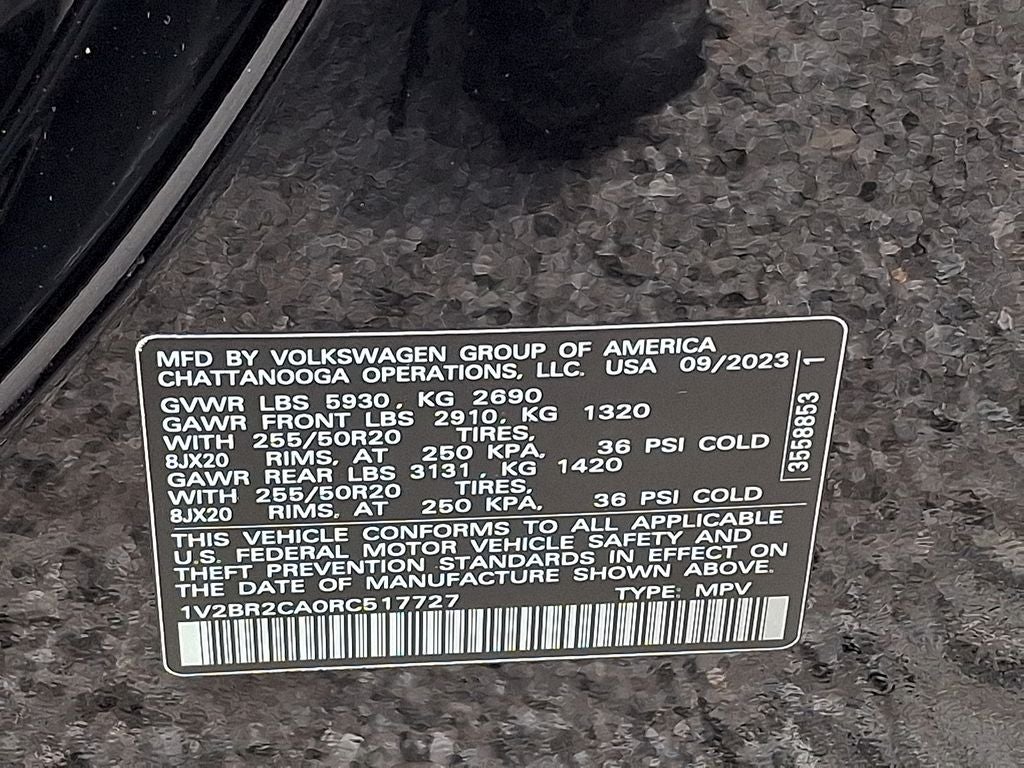 MFD BY VOLKSWAGEN GROUP OF AMERICA
CHATTANOOGA OPERATIONS, LLC. USA 09/2023
GVWR LBS 5930, KG 2690
GAWR FRONT LBS 2910, KG 1320
WITH 255/50R20 TIRES,
8JX20 RIMS, AT 250 KPA, 36 PSI COLD
GAWR REAR LBS 3131, KG 1420
WITH 255/50R20 TIRES,
8JX20 RIMS, AT 250 KPA, 36 PSI COLD
THIS VEHICLE CONFORMS TO ALL APPLICABLE
U.S. FEDERAL MOTOR VEHICLE SAFETY AND
THEFT PREVENTION STANDARDS IN EFFECT ON
THE DATE OF MANUFACTURE SHOWN ABOVE.
1V2BR2CA0RC517727 TYPE: MPV
3558853 1